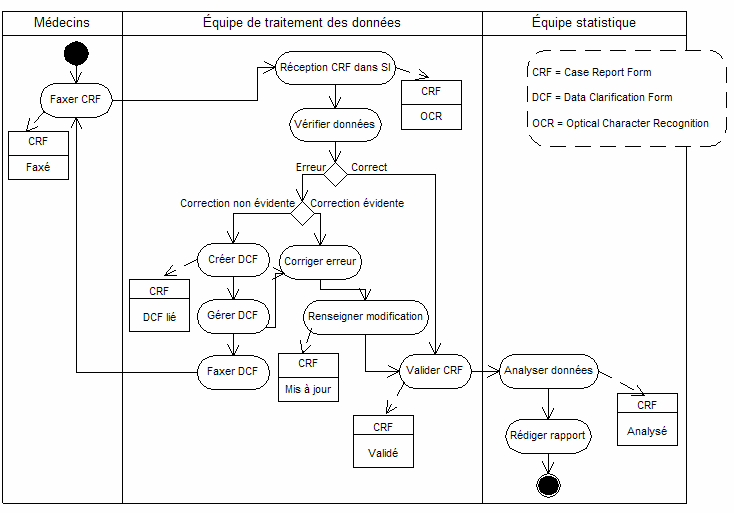 Médecins
Équipe de traitement des données
Équipe statistique
Réception CRF dans SI
CRF = Case Report Form
Faxer CRF
CRF
OCR
DCF = Data Clarification Form
Vérifier données
OCR = Optical Character Recognition
CRF
Faxé
Erreur
Correct
Correction non évidente
Correction évidente
Créer DCF
Corriger erreur
CRF
DCF lié
Gérer DCF
Renseigner modification
Faxer DCF
CRF
Mis à jour
Valider CRF
Analyser données
CRF
Analysé
CRF
Validé
Rédiger rapport